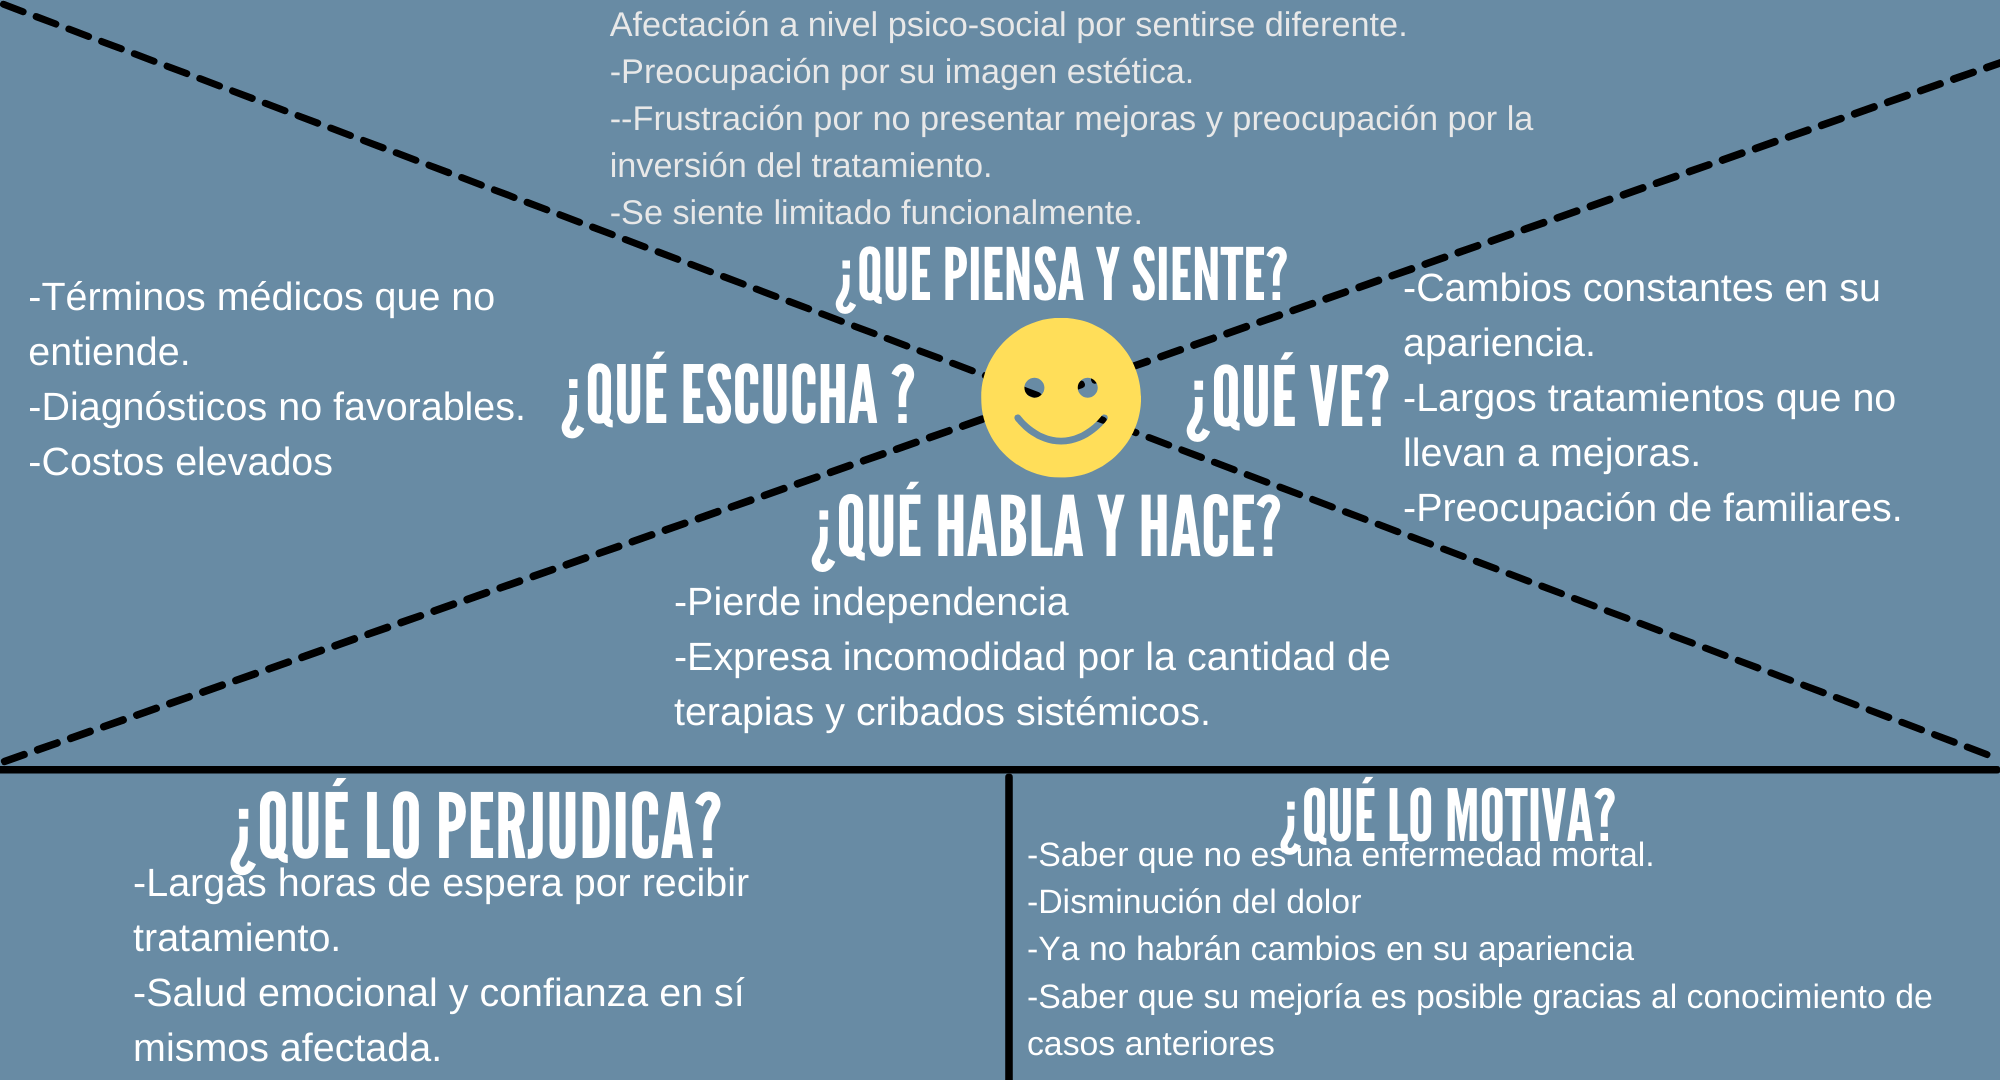 Afectación a nivel psico-social por sentirse diferente.
-Preocupación por su imagen estética.
--Frustración por no presentar mejoras y preocupación por la
inversión del tratamiento.
-Se siente limitado funcionalmente.
¿QUE PIENSA Y SIENTE?
-Términos médicos que no
entiende.
-Diagnósticos no favorables.
-Costos elevados
¿QUÉ ESCUCHA ?
¿QUÉ VE?
-Cambios constantes en su
apariencia.
-Largos tratamientos que no
llevan a mejoras.
-Preocupación de familiares.
¿QUÉ HABLA Y HACE?
-Pierde independencia
-Expresa incomodidad por la cantidad de
terapias y cribados sistémicos.
¿QUÉ LO PERJUDICA?
-Largas horas de espera por recibir
tratamiento.
-Salud emocional y confianza en sí
mismos afectada.
¿QUÉ LO MOTIVA?
-Saber que no es una enfermedad mortal.
-Disminución del dolor
-Ya no habrán cambios en su apariencia
-Saber que su mejoría es posible gracias al conocimiento de
casos anteriores